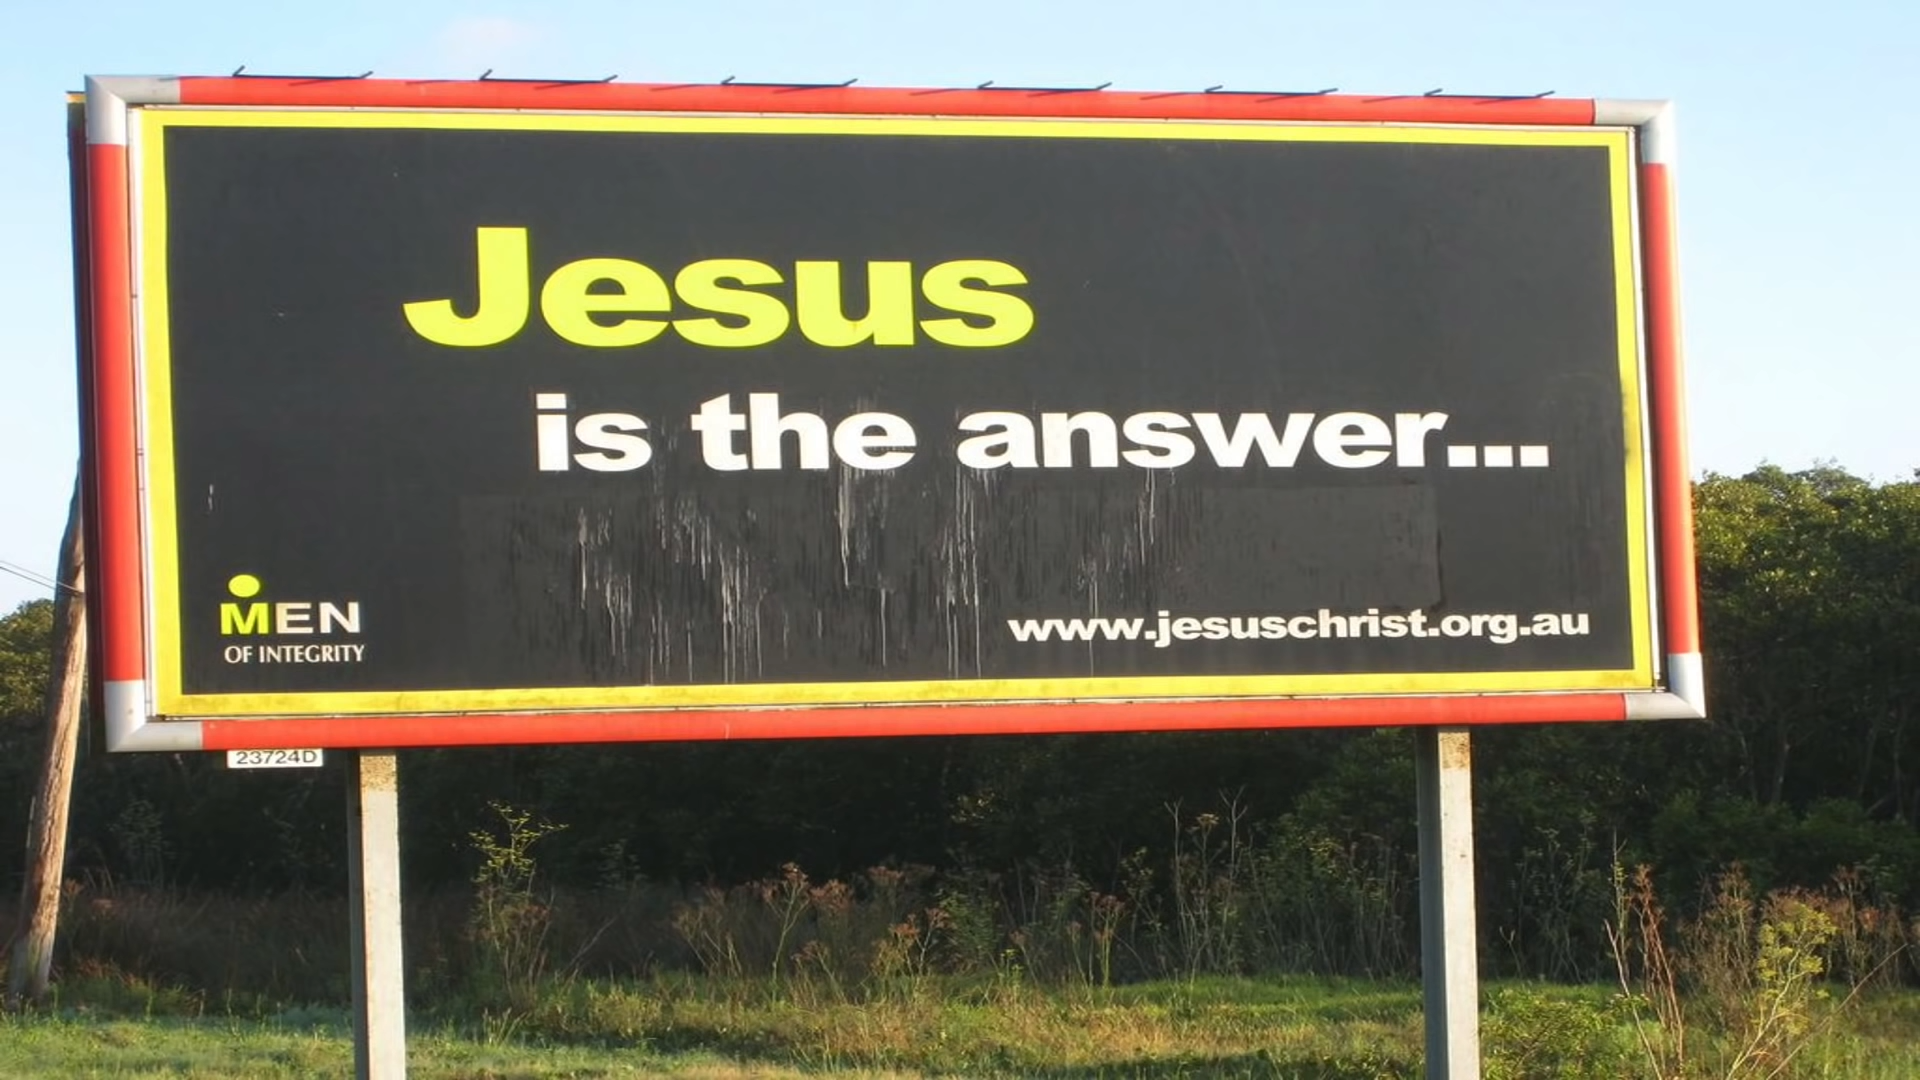 Jesus
is the answer...
MEN
OF INTEGRITY
www.jesuschrist.org.au
23724D